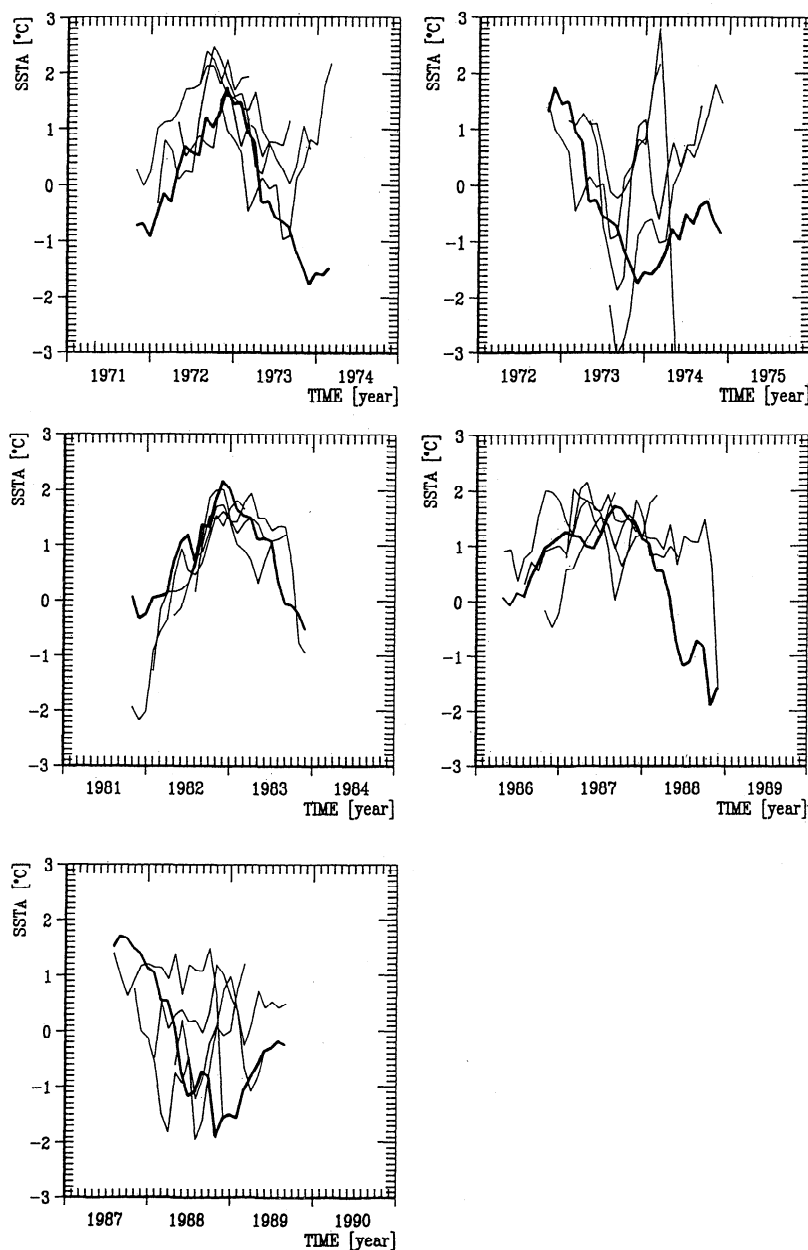 SSTA [°C]
3
2
1
0
-1
-2
-3
1971 1972 1973 1974
TIME [year]
SSTA [°C]
3
2
1
0
-1
-2
-3
1972 1973 1974 1975
TIME [year]
SSTA [°C]
3
2
1
0
-1
-2
-3
1981 1982 1983 1984
TIME [year]
SSTA [°C]
3
2
1
0
-1
-2
-3
1986 1987 1988 1989
TIME [year]
SSTA [°C]
3
2
1
0
-1
-2
-3
1987 1988 1989 1990
TIME [year]